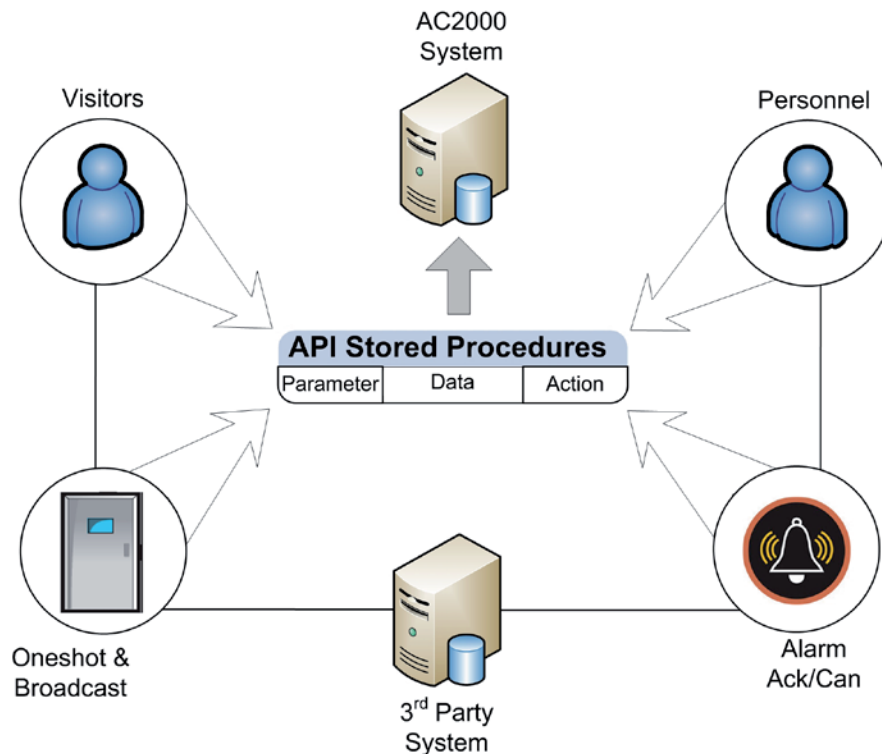 AC2000
System
Visitors
Personnel
API Stored Procedures
Parameter Data Action
Oneshot &
Broadcast
Alarm
Ack/Can
3rd Party
System